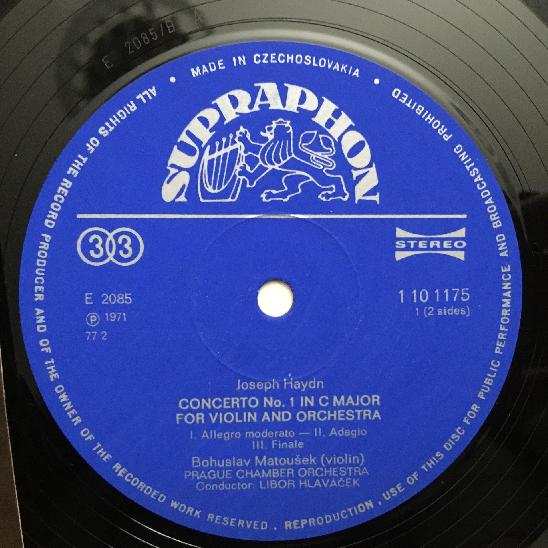 E 2085/B
ALL RIGHTS OF THE RECORD PRODUCER AND OF THE OWNER OF THE RECORDED WORK RESERVED . REPRODUCTION, USE OF THIS DISC FOR PUBLIC PERFORMANCE AND BROADCASTING PROHIBITED
• MADE IN CZECHOSLOVAKIA •
SUPRAPHON
33
STEREO
E 2085
1 10 1175
℗ 1971
1 (2 sides)
77 2
Joseph Haydn
CONCERTO No. 1 IN C MAJOR
FOR VIOLIN AND ORCHESTRA
I. Allegro moderato — II. Adagio
III. Finale
Bohuslav Matoušek (violin)
PRAGUE CHAMBER ORCHESTRA
Conductor: LIBOR HLAVÁČEK